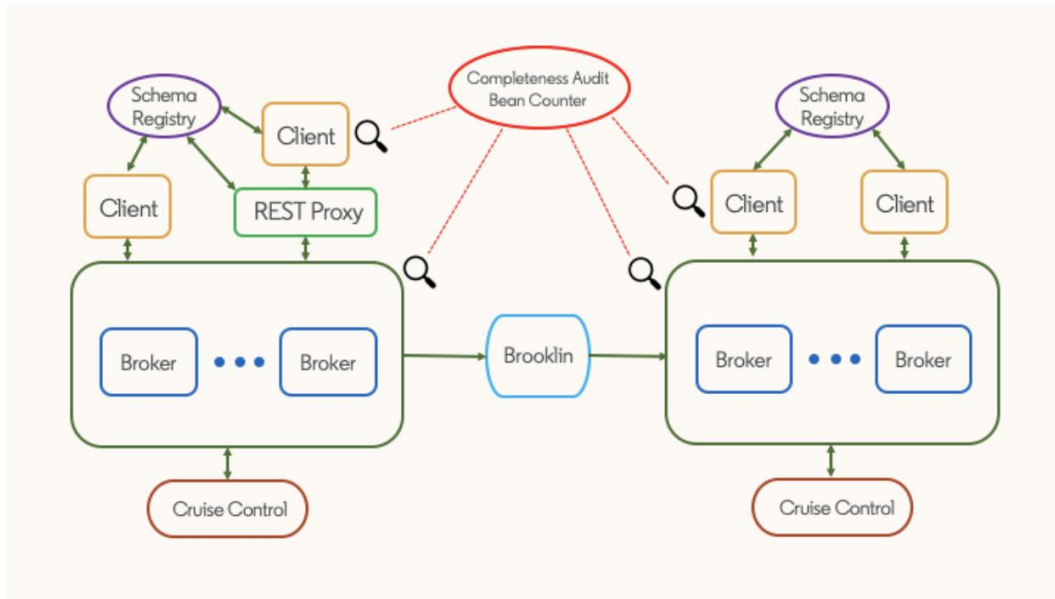 Completeness Audit
Bean Counter
Schema
Registry
Client
Client
REST Proxy
Schema
Registry
Client
Client
Broker
Broker
Brooklin
Broker
Broker
Cruise Control
Cruise Control